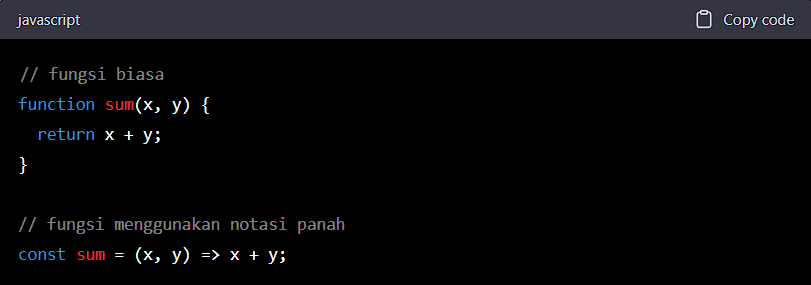 javascript
Copy code
// fungsi biasa
function sum(x, y) {
  return x + y;
}
// fungsi menggunakan notasi panah
const sum = (x, y) => x + y;